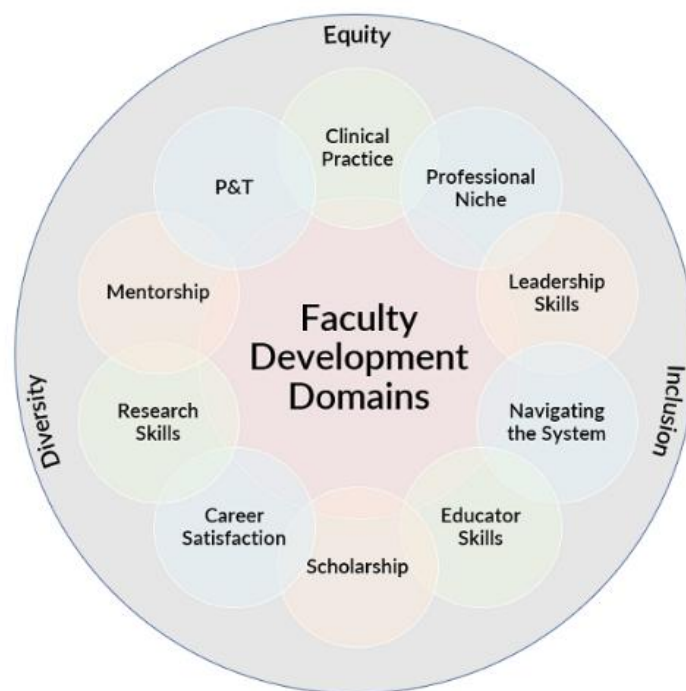 Equity
Clinical
Practice
Professional
Niche
Leadership
Skills
Navigating
the System
Educator
Skills
Scholarship
Career
Satisfaction
Research
Skills
Mentorship
P&T
Faculty
Development
Domains
Diversity
Inclusion